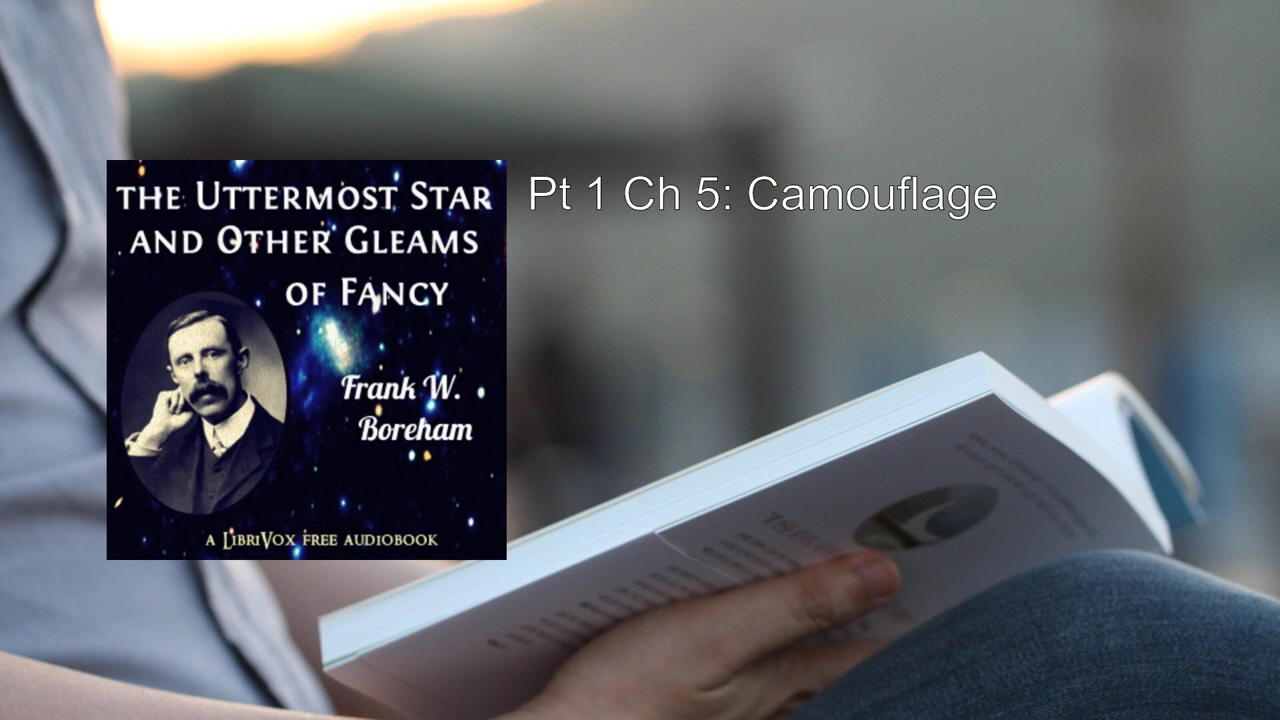 THE UTTERMOST STAR
AND OTHER GLEAMS
OF FANCY
Frank W.
Boreham
A LIBRIVOX FREE AUDIOBOOK
Pt 1 Ch 5: Camouflage